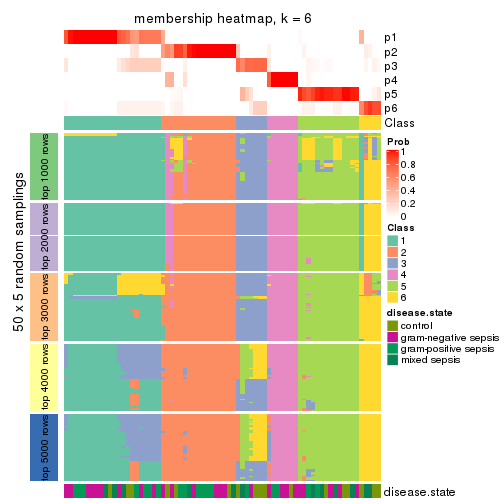 membership heatmap, k = 6
p1
p2
p3
p4
p5
p6
Class
50 x 5 random samplings
top 1000 rows
top 2000 rows
top 3000 rows
top 4000 rows
top 5000 rows
disease.state
Prob
1
0.8
0.6
0.4
0.2
0
Class
1
2
3
4
5
6
disease.state
control
gram-negative sepsis
gram-positive sepsis
mixed sepsis